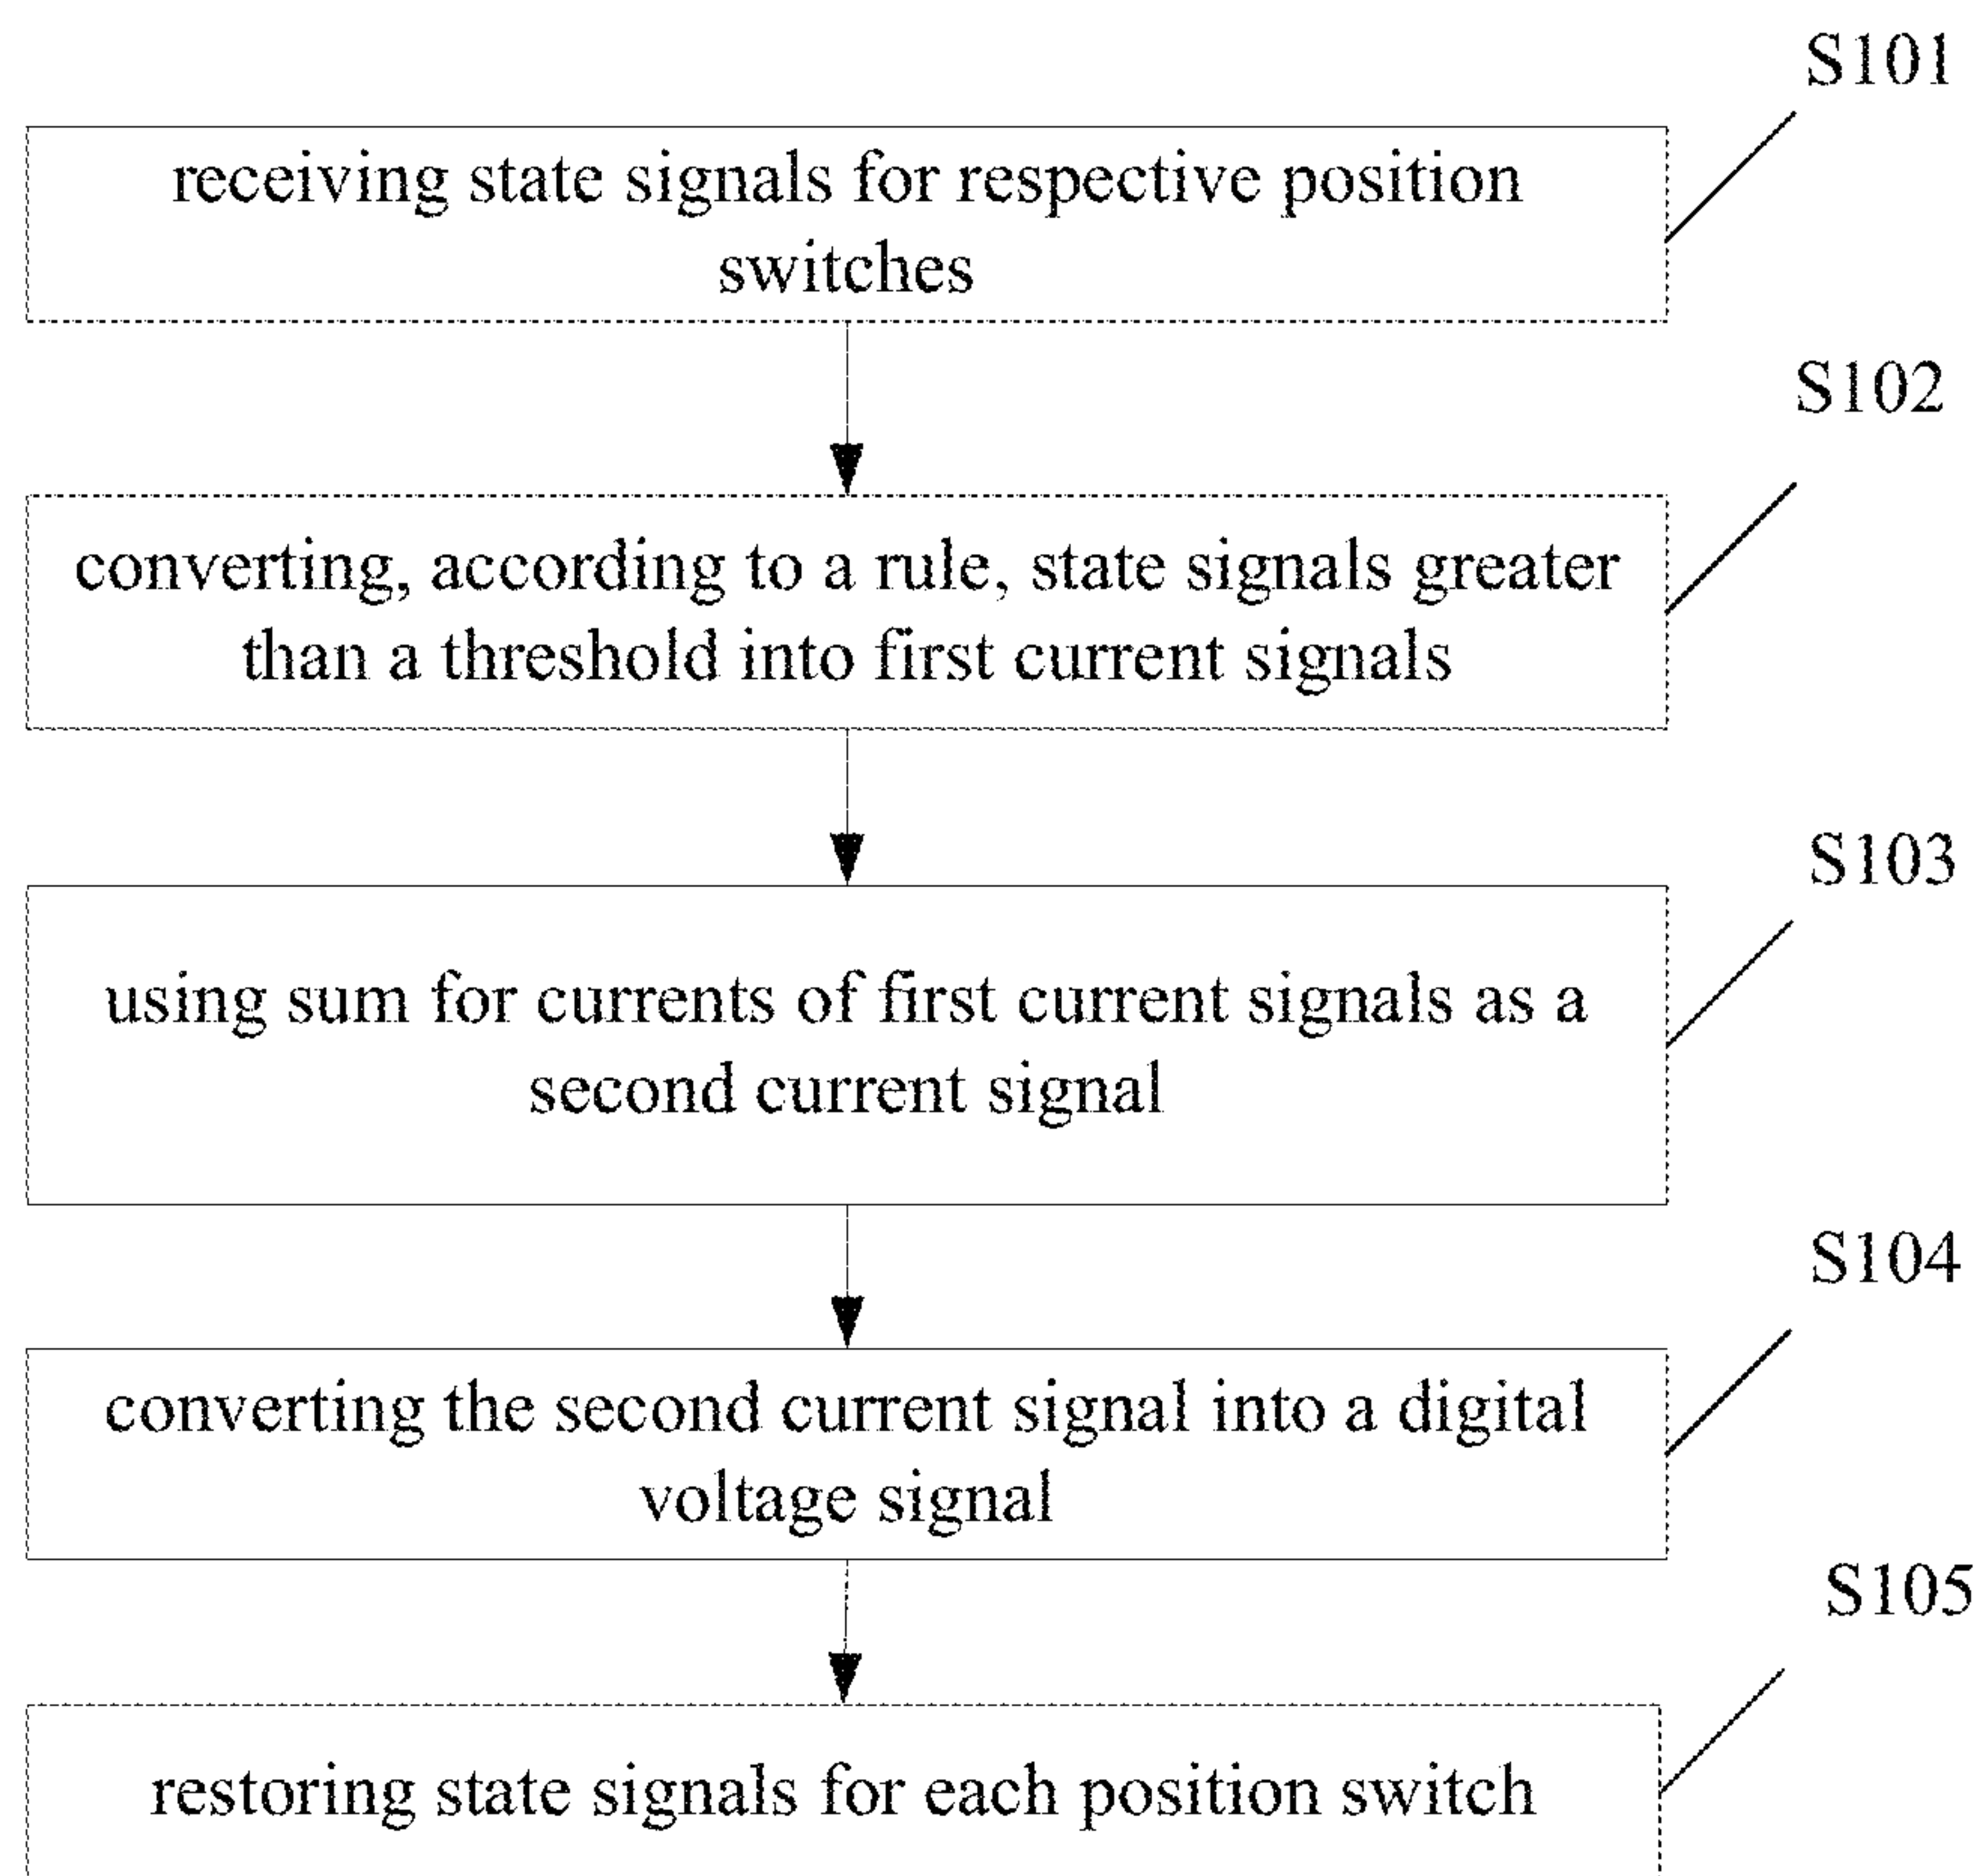 S101
receiving state signals for respective position
switches
S102
converting, according to a rule, state signals greater
than a threshold into first current signals
S103
using sum for currents of first current signals as a
second current signal
S104
converting the second current signal into a digital
voltage signal
S105
restoring state signals for each position switch